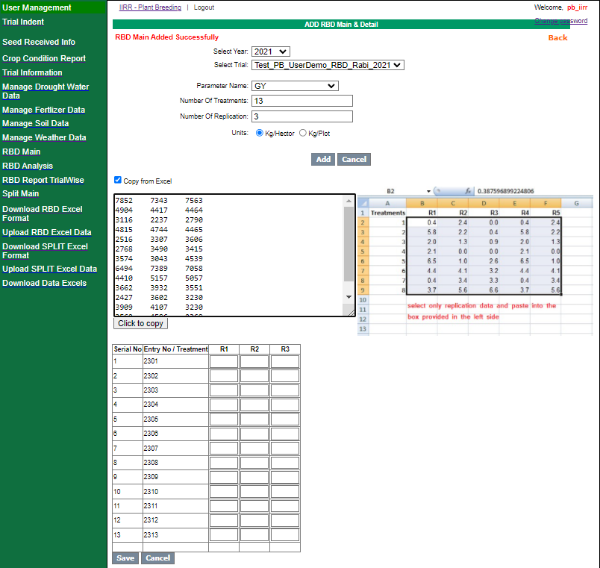 User Management
Trial Indent
Seed Received Info
Crop Condition Report
Trial Information
Manage Drought Water
Data
Manage Fertlizer Data
Manage Soil Data
Manage Weather Data
RBD Main
RBD Analysis
RBD Report TrialWise
Split Main
Download RBD Excel
Format
Upload RBD Excel Data
Download SPLIT Excel
Format
Upload SPLIT Excel Data
Download Data Excels
IIRR - Plant Breeding | Logout
Welcome, pb_iirr
Change password
ADD RBD Main & Detail
RBD Main Added Successfully
Back
Select Year: 2021
Select Trial: Test_PB_UserDemo_RBD_Rabi_2021
Parameter Name: GY
Number Of Treatments: 13
Number Of Replication: 3
Units: Kg/Hactor Kg/Plot
Add Cancel
Copy from Excel
7852 7343 7563
4904 4417 4464
3116 2237 2790
4815 4744 4465
2516 3307 3606
2768 3490 3415
3574 3043 4539
6494 7389 7058
4410 5157 5057
3662 3932 3551
2427 3602 3230
3909 4107 3230
Click to copy
B2 fx 0.387596899224806
A B C D E F G
1 Treatments R1 R2 R3 R4 R5
2 1 0.4 2.4 0.0 0.4 2.4
3 2 5.8 2.2 0.4 5.8 2.2
4 3 2.0 1.3 0.9 2.0 1.3
5 4 2.1 0.0 0.0 2.1 0.0
6 5 6.5 1.0 2.6 6.5 1.0
7 6 4.4 4.1 3.2 4.4 4.1
8 7 0.4 3.4 3.3 0.4 3.4
9 8 3.7 5.6 6.6 3.7 5.6
10
11
12
13
select only replication data and paste into the
box provided in the left side
Serial No Entry No / Treatment R1 R2 R3
1 2301
2 2302
3 2303
4 2304
5 2305
6 2306
7 2307
8 2308
9 2309
10 2310
11 2311
12 2312
13 2313
Save Cancel